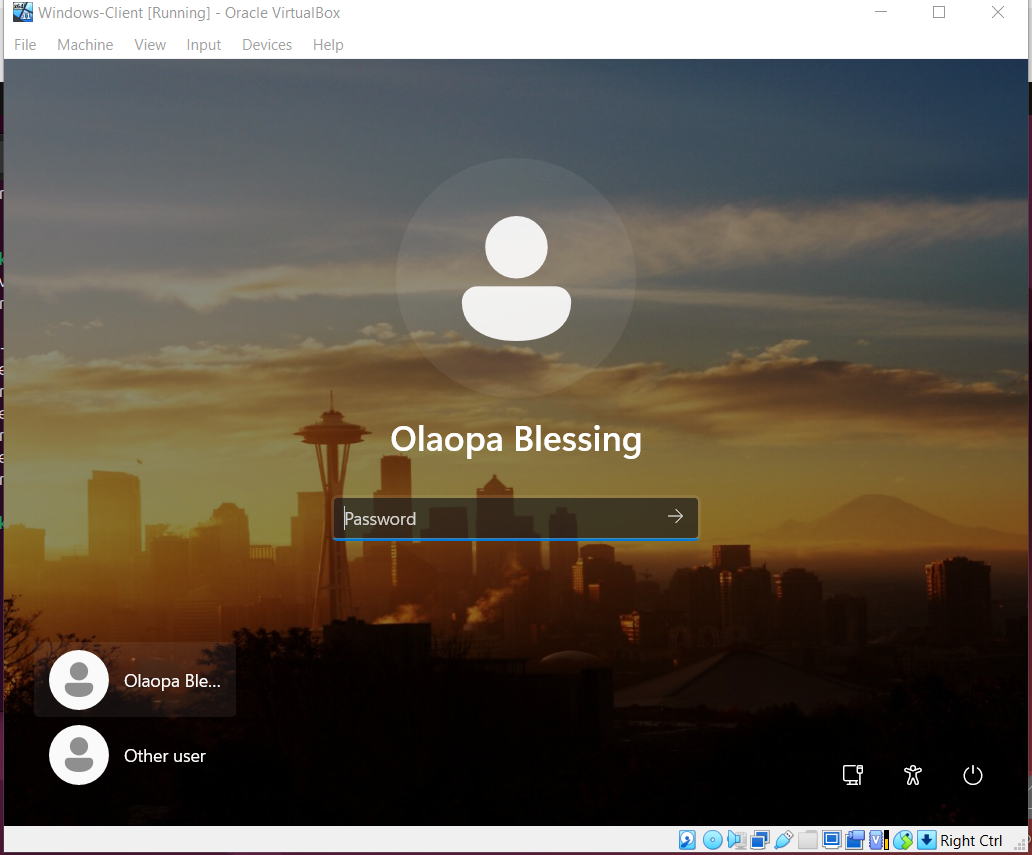 Windows-Client [Running] - Oracle VirtualBox
File Machine View Input Devices Help
Olaopa Blessing
Password
Olaopa Ble...
Other user
Right Ctrl